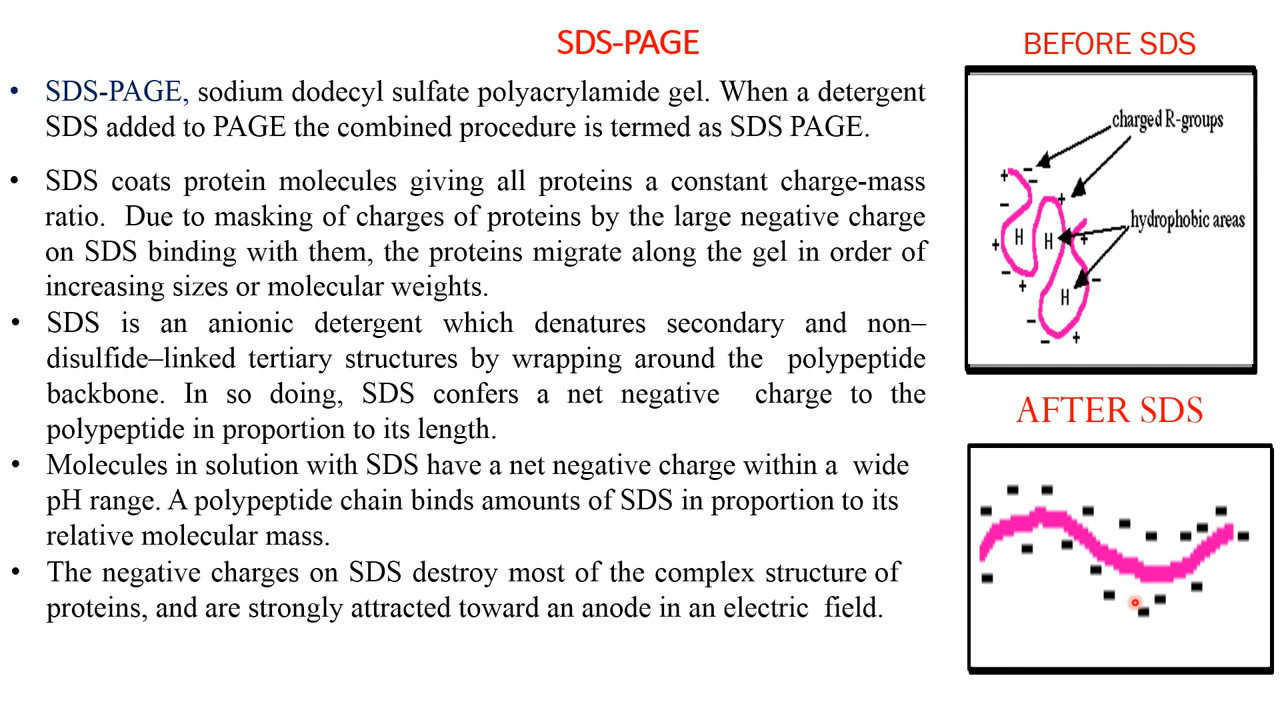 SDS-PAGE
• SDS-PAGE, sodium dodecyl sulfate polyacrylamide gel. When a detergent
SDS added to PAGE the combined procedure is termed as SDS PAGE.
• SDS coats protein molecules giving all proteins a constant charge-mass
ratio. Due to masking of charges of proteins by the large negative charge
on SDS binding with them, the proteins migrate along the gel in order of
increasing sizes or molecular weights.
• SDS is an anionic detergent which denatures secondary and non–
disulfide–linked tertiary structures by wrapping around the polypeptide
backbone. In so doing, SDS confers a net negative charge to the
polypeptide in proportion to its length.
• Molecules in solution with SDS have a net negative charge within a wide
pH range. A polypeptide chain binds amounts of SDS in proportion to its
relative molecular mass.
• The negative charges on SDS destroy most of the complex structure of
proteins, and are strongly attracted toward an anode in an electric field.
BEFORE SDS
charged R-groups
hydrophobic areas
H
H
H
AFTER SDS